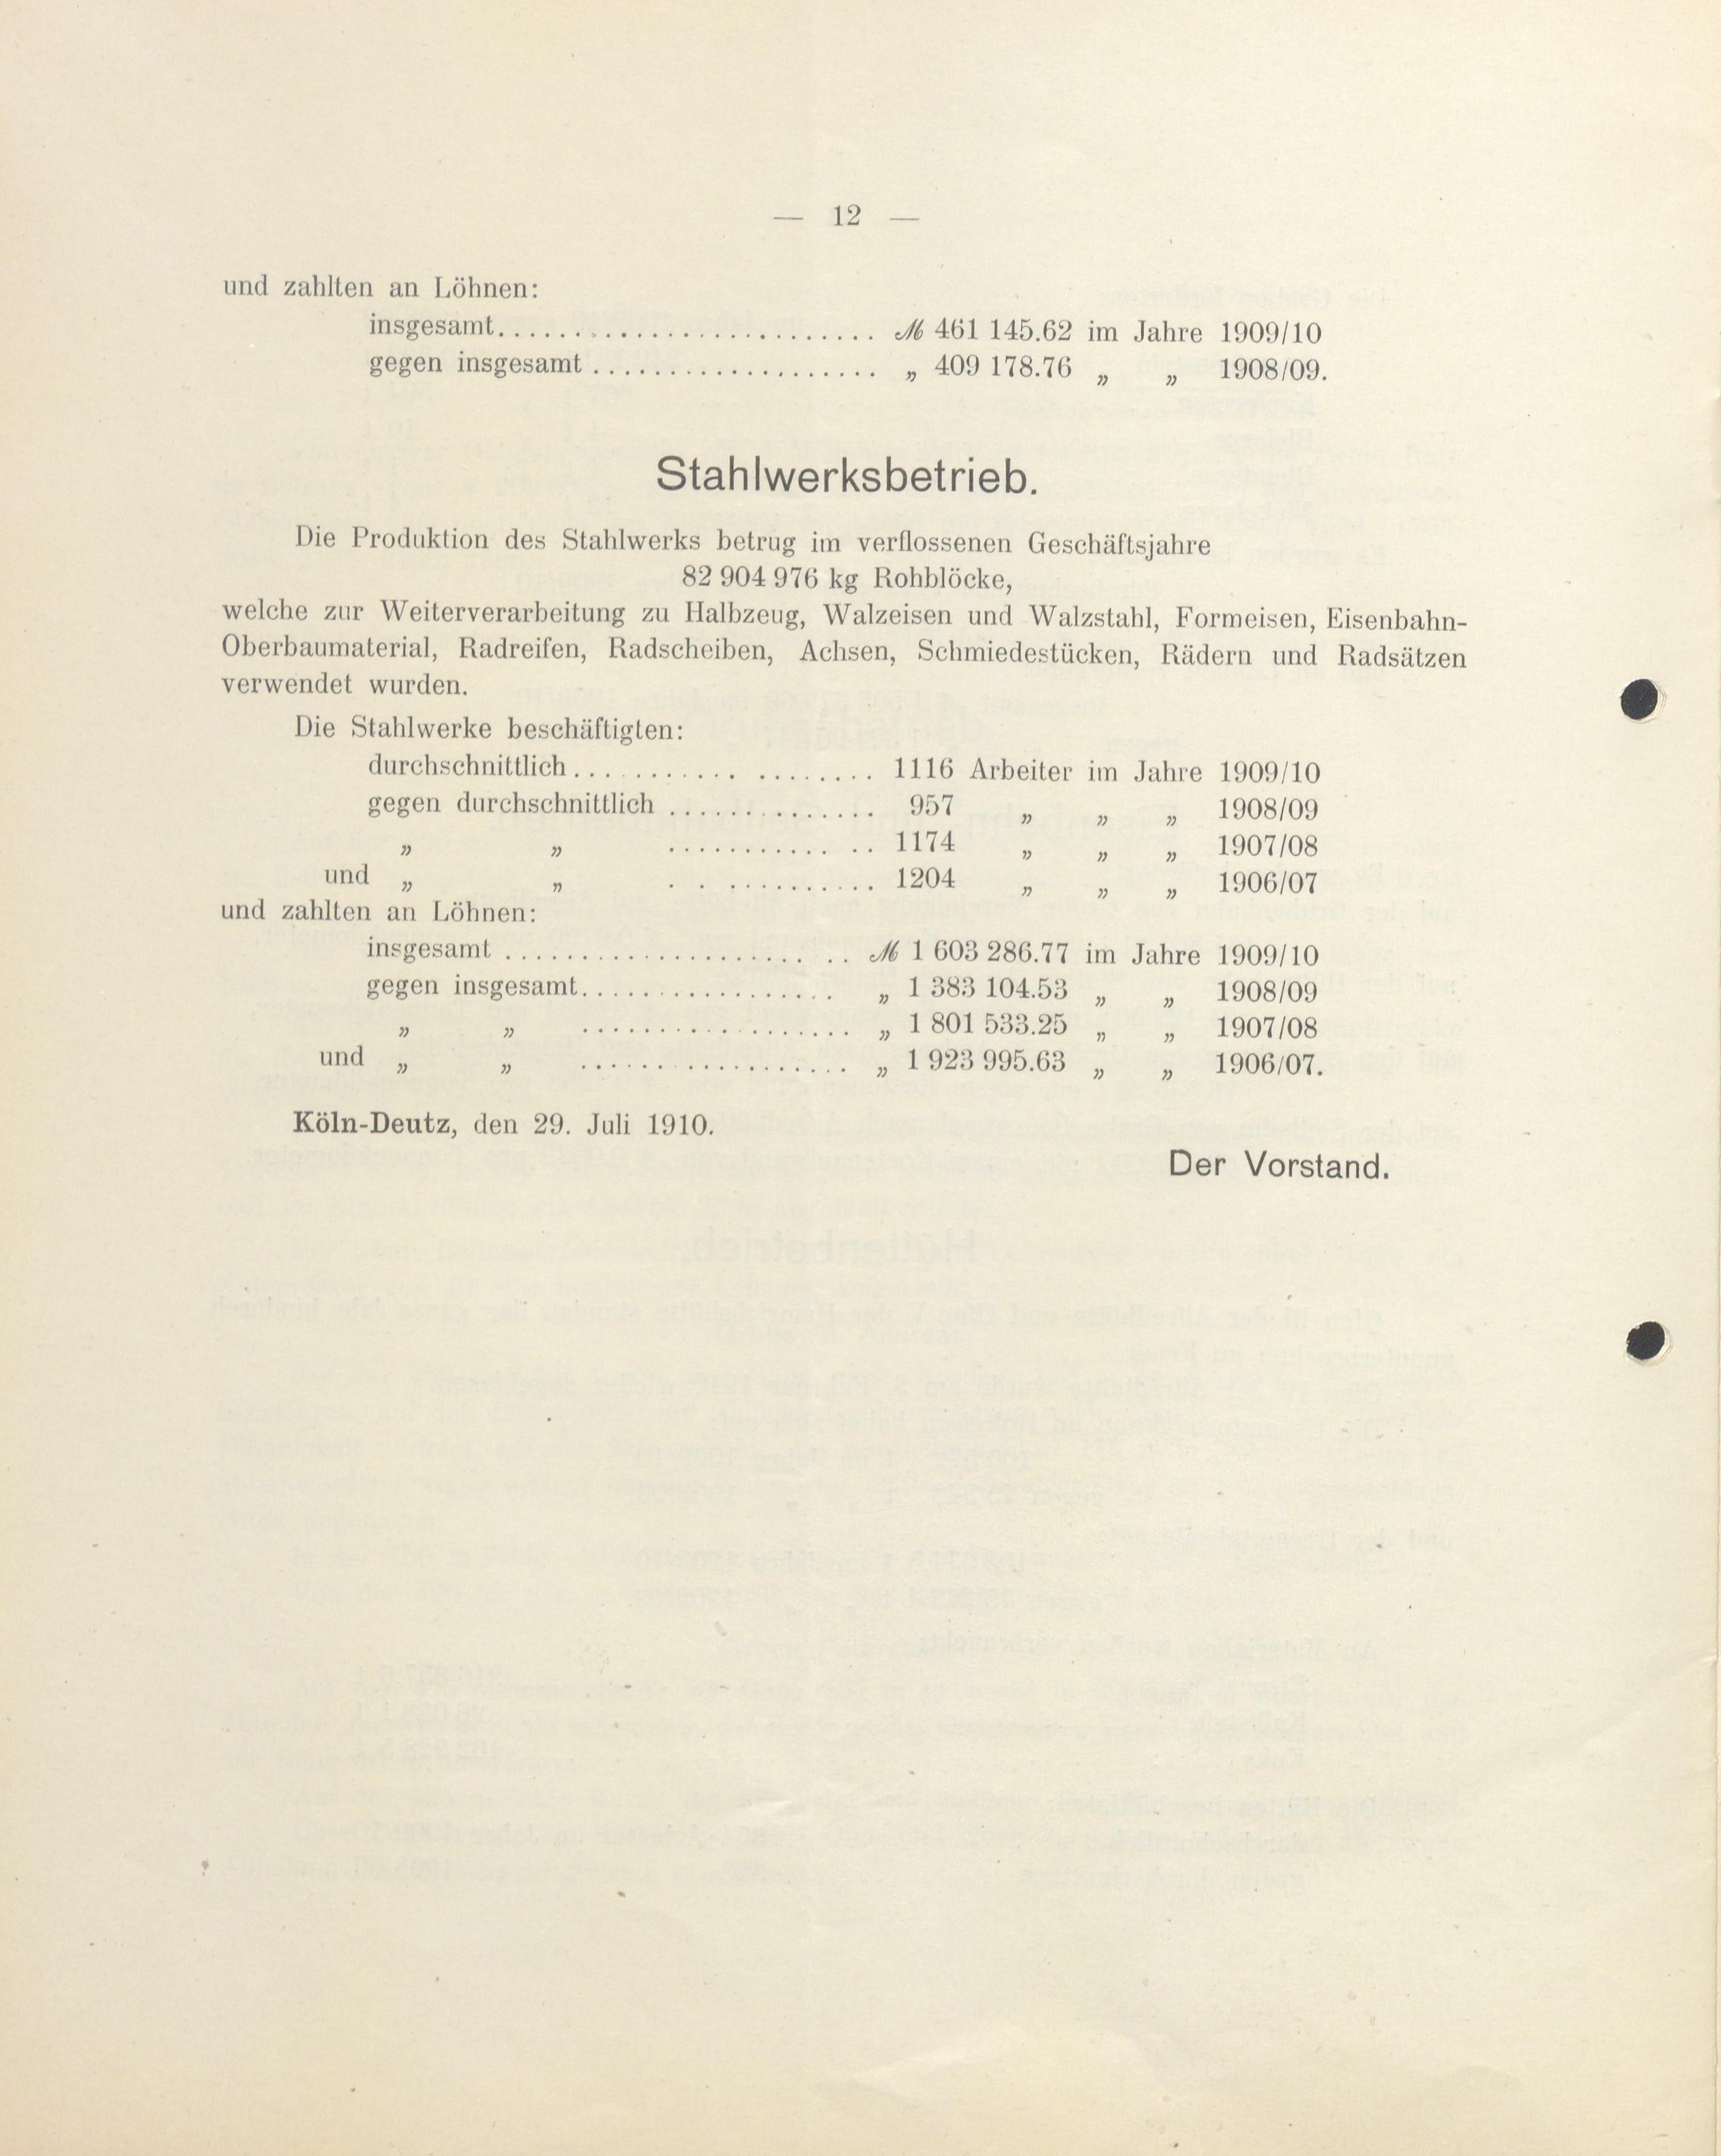 — 12 —
und zahlten an Löhnen:
insgesamt......................... ℳ 461 145.62 im Jahre 1909/10
gegen insgesamt ................... „ 409 178.76 „ „ 1908/09.
Stahlwerksbetrieb.
Die Produktion des Stahlwerks betrug im verflossenen Geschäftsjahre
82 904 976 kg Rohblöcke,
welche zur Weiterverarbeitung zu Halbzeug, Walzeisen und Walzstahl, Formeisen, Eisenbahn-
Oberbaumaterial, Radreifen, Radscheiben, Achsen, Schmiedestücken, Rädern und Radsätzen
verwendet wurden.
Die Stahlwerke beschäftigten:
durchschnittlich.................... 1116 Arbeiter im Jahre 1909/10
gegen durchschnittlich .............. 957 „ „ „ 1908/09
„ „ ............. 1174 „ „ „ 1907/08
und „ „ ............ 1204 „ „ „ 1906/07
und zahlten an Löhnen:
insgesamt ...................... ℳ 1 603 286.77 im Jahre 1909/10
gegen insgesamt................. „ 1 383 104.53 „ „ 1908/09
„ „ .................. „ 1 801 533.25 „ „ 1907/08
und „ „ .................. „ 1 923 995.63 „ „ 1906/07.
Köln-Deutz, den 29. Juli 1910.
Der Vorstand.